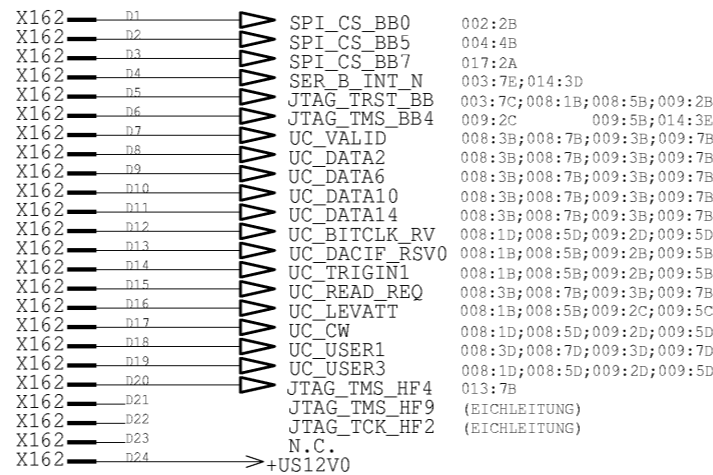 X162 D1 SPI_CS_BB0 002:2B
X162 D2 SPI_CS_BB5 004:4B
X162 D3 SPI_CS_BB7 017:2A
X162 D4 SER_B_INT_N 003:7E;014:3D
X162 D5 JTAG_TRST_BB 003:7C;008:1B;008:5B;009:2B
X162 D6 JTAG_TMS_BB4 009:2C 009:5B;014:3E
X162 D7 UC_VALID 008:3B;008:7B;009:3B;009:7B
X162 D8 UC_DATA2 008:3B;008:7B;009:3B;009:7B
X162 D9 UC_DATA6 008:3B;008:7B;009:3B;009:7B
X162 D10 UC_DATA10 008:3B;008:7B;009:3B;009:7B
X162 D11 UC_DATA14 008:3B;008:7B;009:3B;009:7B
X162 D12 UC_BITCLK_RV 008:1D;008:5D;009:2D;009:5D
X162 D13 UC_DACIF_RSV0 008:1B;008:5B;009:2B;009:5B
X162 D14 UC_TRIGIN1 008:1B;008:5B;009:2B;009:5B
X162 D15 UC_READ_REQ 008:3B;008:7B;009:3B;009:7B
X162 D16 UC_LEVATT 008:1B;008:5B;009:2C;009:5C
X162 D17 UC_CW 008:1D;008:5D;009:2D;009:5D
X162 D18 UC_USER1 008:3D;008:7D;009:3D;009:7D
X162 D19 UC_USER3 008:1D;008:5D;009:2D;009:5D
X162 D20 JTAG_TMS_HF4 013:7B
X162 D21 JTAG_TMS_HF9 (EICHLEITUNG)
X162 D22 JTAG_TCK_HF2 (EICHLEITUNG)
X162 D23 N.C.
X162 D24 +US12V0